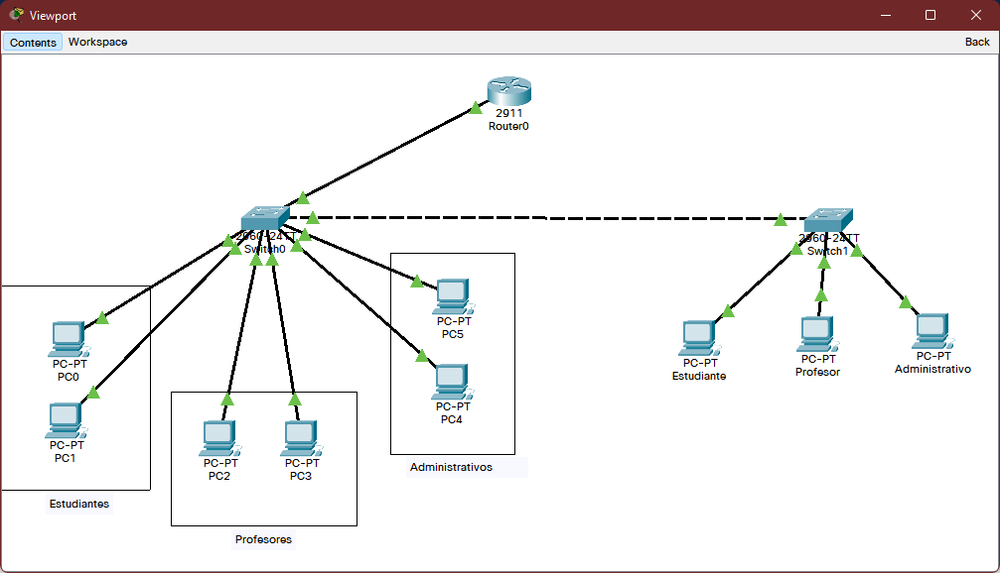 Viewport
Contents Workspace Back
2911
Router0
2960-24TT
Switch0
2960-24TT
Switch1
PC-PT
PC5
PC-PT
PC0
PC-PT
Estudiante
PC-PT
Profesor
PC-PT
Administrativo
PC-PT
PC4
PC-PT
PC1
PC-PT
PC2
PC-PT
PC3
Administrativos
Estudiantes
Profesores